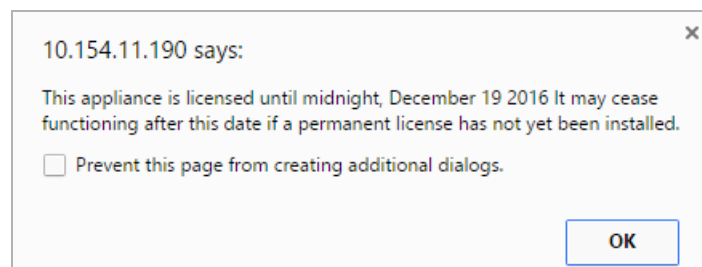 10.154.11.190 says:
This appliance is licensed until midnight, December 19 2016 It may cease
functioning after this date if a permanent license has not yet been installed.
Prevent this page from creating additional dialogs.
OK